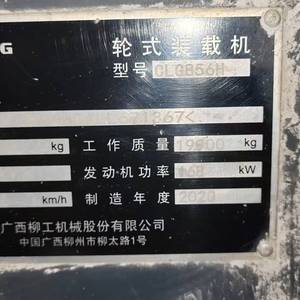 G 轮式装载机
型号 CLG856H
71867<
kg 工作质量 kg
发动机功率 168 kW
km/h 制造年度 2020
广西柳工机械股份有限公司
中国广西柳州市柳太路1号